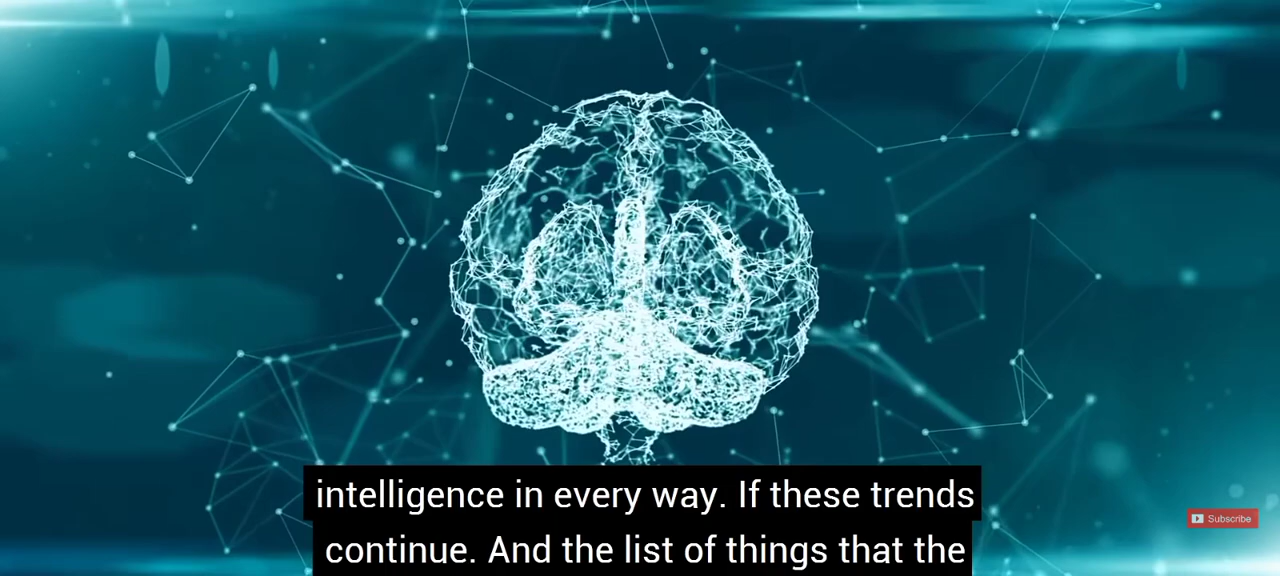 intelligence in every way. If these trends
continue. And the list of things that the
Subscribe